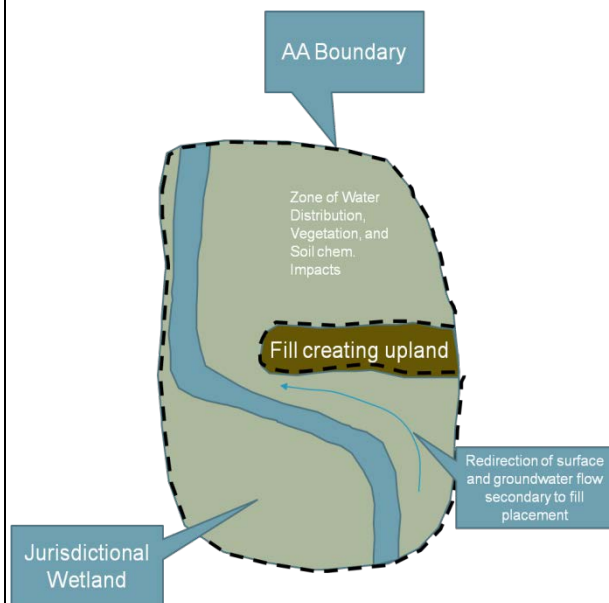 AA Boundary
Zone of Water
Distribution,
Vegetation, and
Soil chem.
Impacts
Fill creating upland
Redirection of surface
and groundwater flow
secondary to fill
placement
Jurisdictional
Wetland